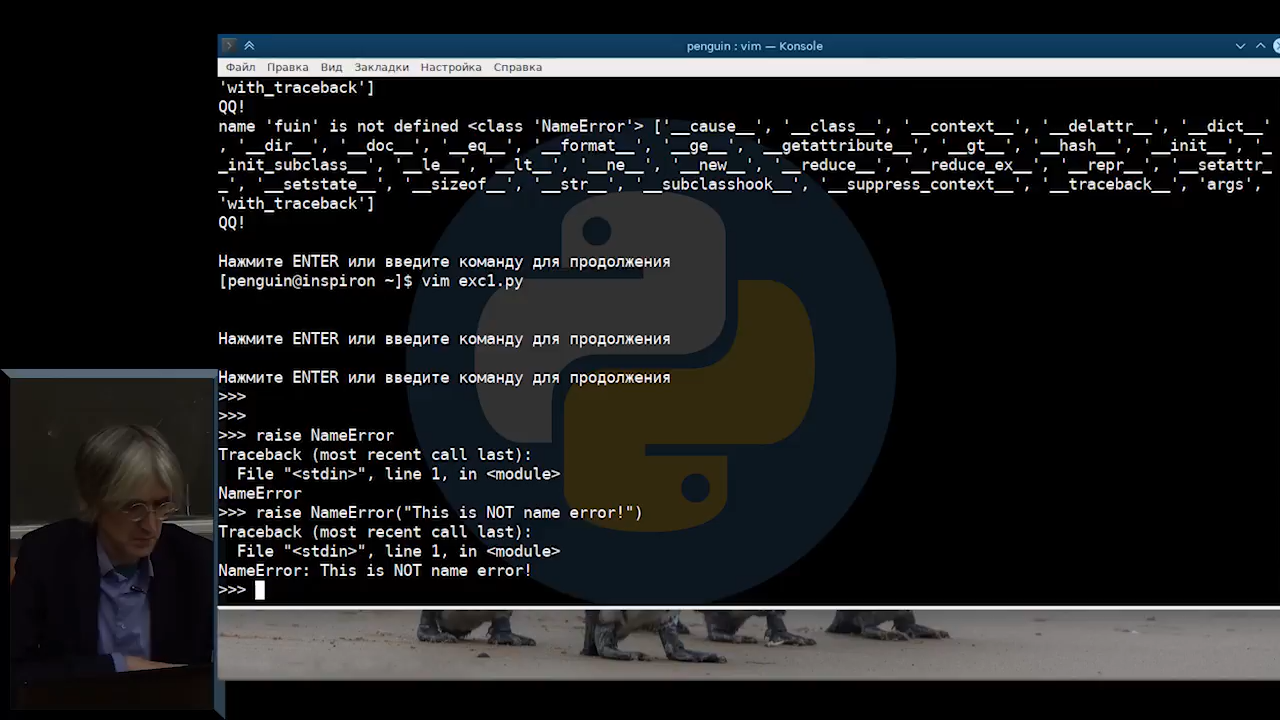 penguin : vim — Konsole
Файл Правка Вид Закладки Настройка Справка
'with_traceback']
QQ!
name 'fuin' is not defined <class 'NameError'> ['__cause__', '__class__', '__context__', '__delattr__', '__dict__'
, '__dir__', '__doc__', '__eq__', '__format__', '__ge__', '__getattribute__', '__gt__', '__hash__', '__init__', '_
_init_subclass__', '__le__', '__lt__', '__ne__', '__new__', '__reduce__', '__reduce_ex__', '__repr__', '__setattr_
_', '__setstate__', '__sizeof__', '__str__', '__subclasshook__', '__suppress_context__', '__traceback__', 'args',
'with_traceback']
QQ!
Нажмите ENTER или введите команду для продолжения
[penguin@inspiron ~]$ vim exc1.py
Нажмите ENTER или введите команду для продолжения
Нажмите ENTER или введите команду для продолжения
>>>
>>>
>>> raise NameError
Traceback (most recent call last):
  File "<stdin>", line 1, in <module>
NameError
>>> raise NameError("This is NOT name error!")
Traceback (most recent call last):
  File "<stdin>", line 1, in <module>
NameError: This is NOT name error!
>>>